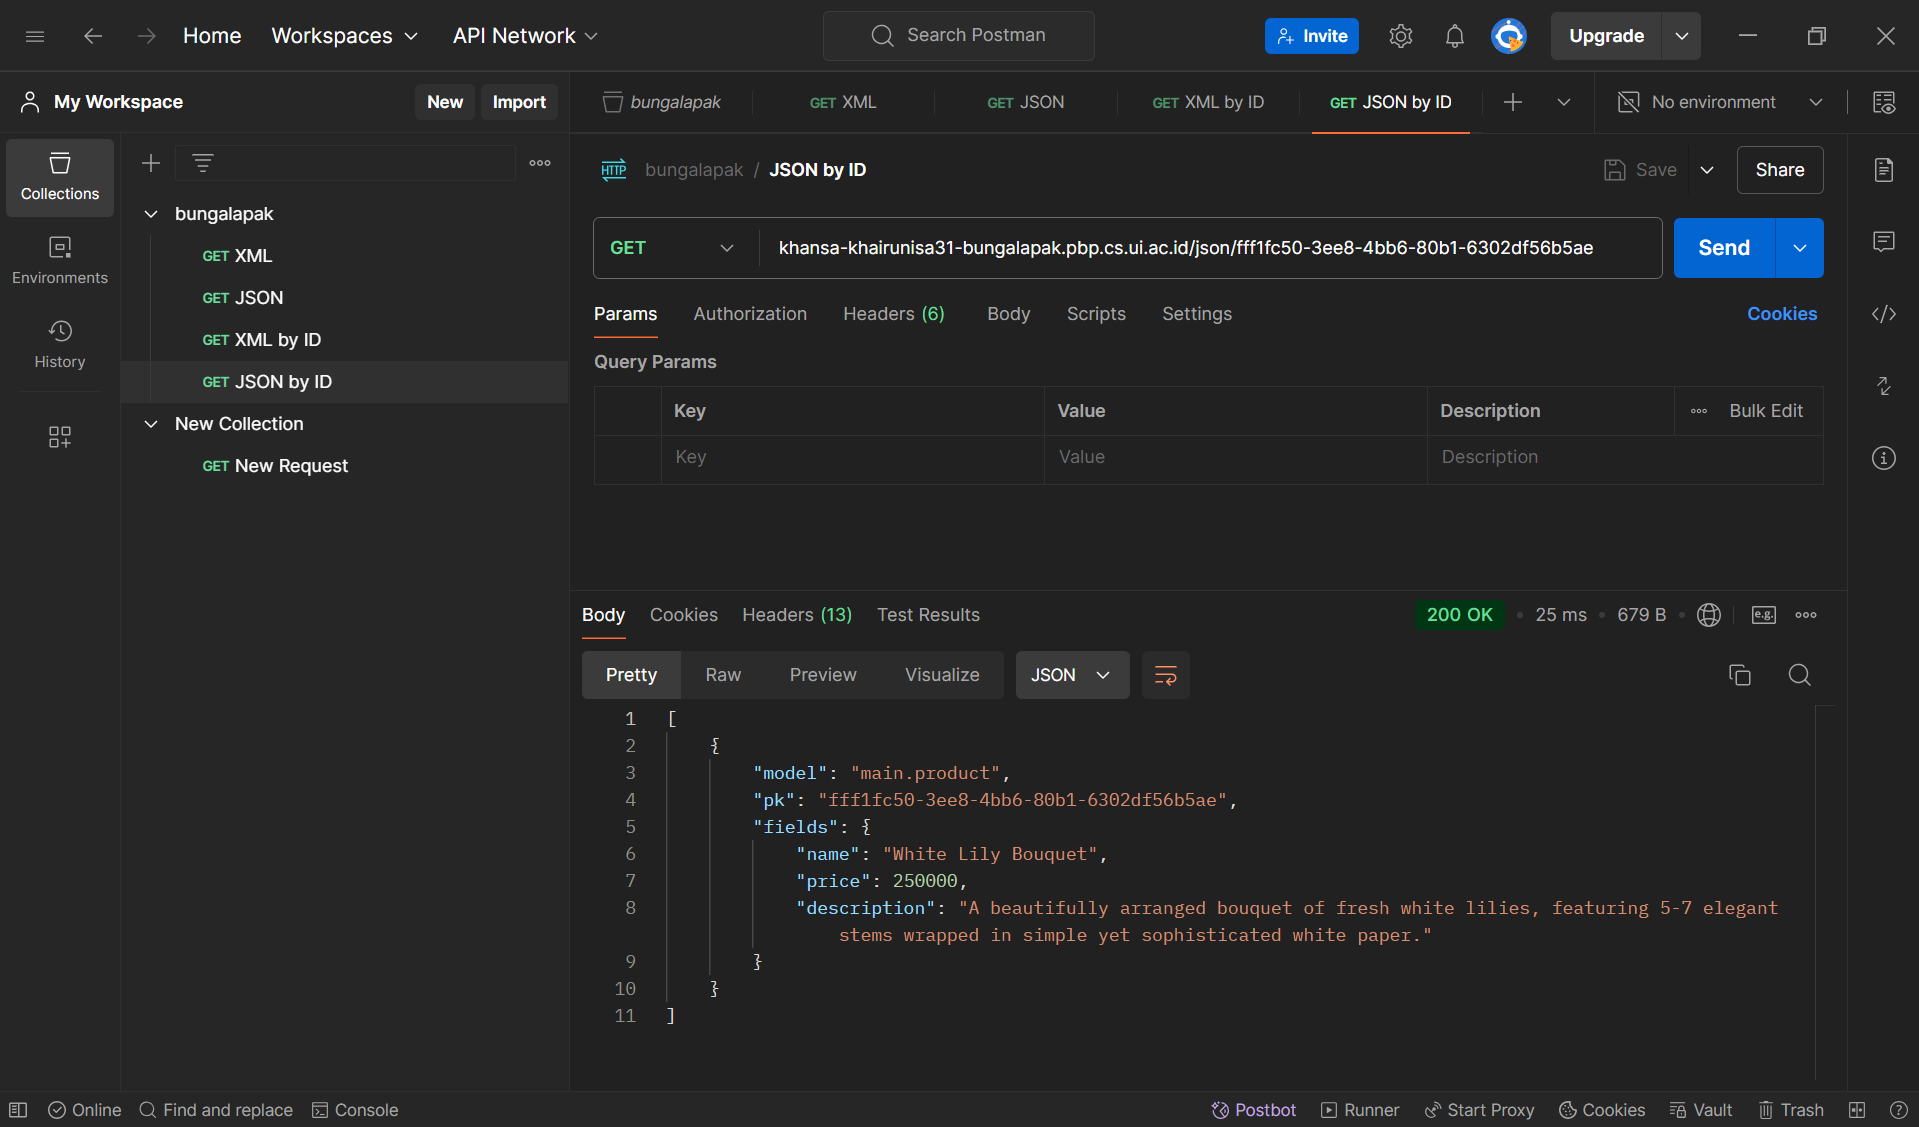 Home Workspaces API Network Search Postman Invite Upgrade
My Workspace New Import
bungalapak GET XML GET JSON GET XML by ID GET JSON by ID No environment
Collections
Environments
History
bungalapak
GET XML
GET JSON
GET XML by ID
GET JSON by ID
New Collection
GET New Request
HTTP bungalapak / JSON by ID Save Share
GET khansa-khairunisa31-bungalapak.pbp.cs.ui.ac.id/json/fff1fc50-3ee8-4bb6-80b1-6302df56b5ae Send
Params Authorization Headers (6) Body Scripts Settings Cookies
Query Params
Key Value Description Bulk Edit
Key Value Description
Body Cookies Headers (13) Test Results 200 OK 25 ms 679 B e.g.
Pretty Raw Preview Visualize JSON
1 [
2 {
3 "model": "main.product",
4 "pk": "fff1fc50-3ee8-4bb6-80b1-6302df56b5ae",
5 "fields": {
6 "name": "White Lily Bouquet",
7 "price": 250000,
8 "description": "A beautifully arranged bouquet of fresh white lilies, featuring 5-7 elegant
stems wrapped in simple yet sophisticated white paper."
9 }
10 }
11 ]
Online Find and replace Console Postbot Runner Start Proxy Cookies Vault Trash